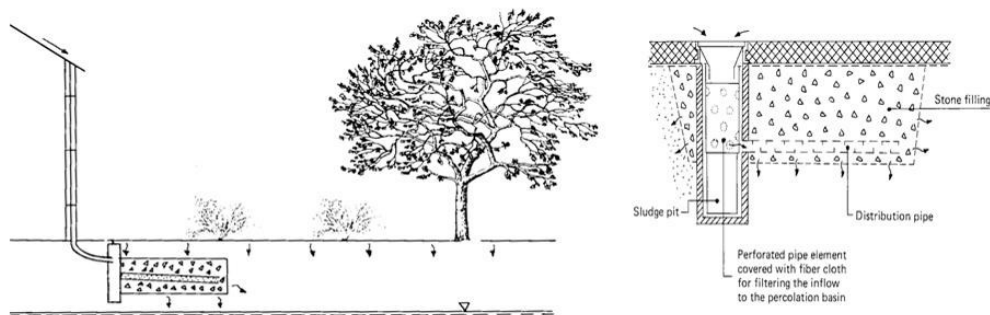 Stone filling
Sludge pit
Distribution pipe
Perforated pipe element
covered with fiber cloth
for filtering the inflow
to the percolation basin